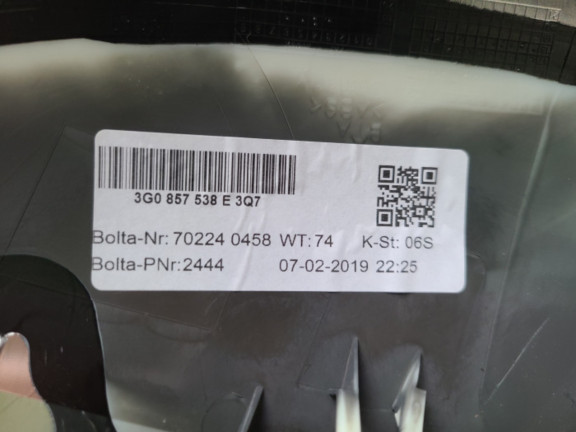 3G0 857 538 E 3Q7
Bolta-Nr: 70224 0458 WT: 74 K-St: 06S
Bolta-PNr:2444 07-02-2019 22:25